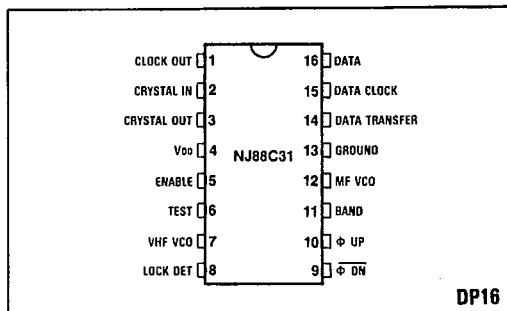 CLOCK OUT 1 16 DATA
CRYSTAL IN 2 15 DATA CLOCK
CRYSTAL OUT 3 14 DATA TRANSFER
VDD 4 NJ88C31 13 GROUND
ENABLE 5 12 MF VCO
TEST 6 11 BAND
VHF VCO 7 10 Φ UP
LOCK DET 8 9 Φ DN
DP16